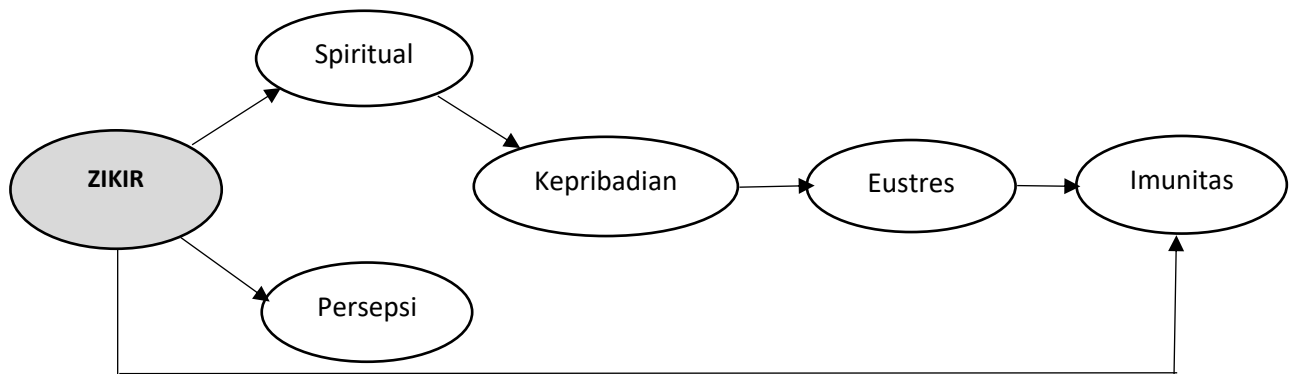 Spiritual
ZIKIR
Kepribadian
Eustres
Imunitas
Persepsi